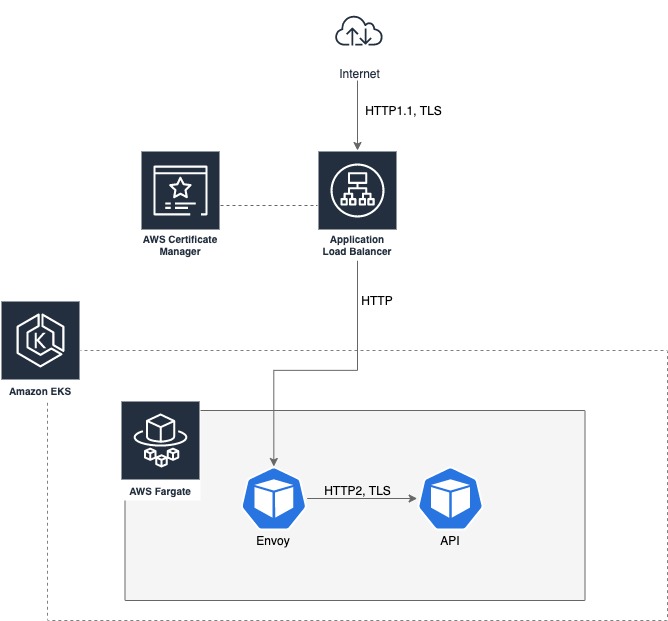 Internet
HTTP1.1, TLS
AWS Certificate
Manager
Application
Load Balancer
HTTP
K
Amazon EKS
AWS Fargate
HTTP2, TLS
Envoy
API